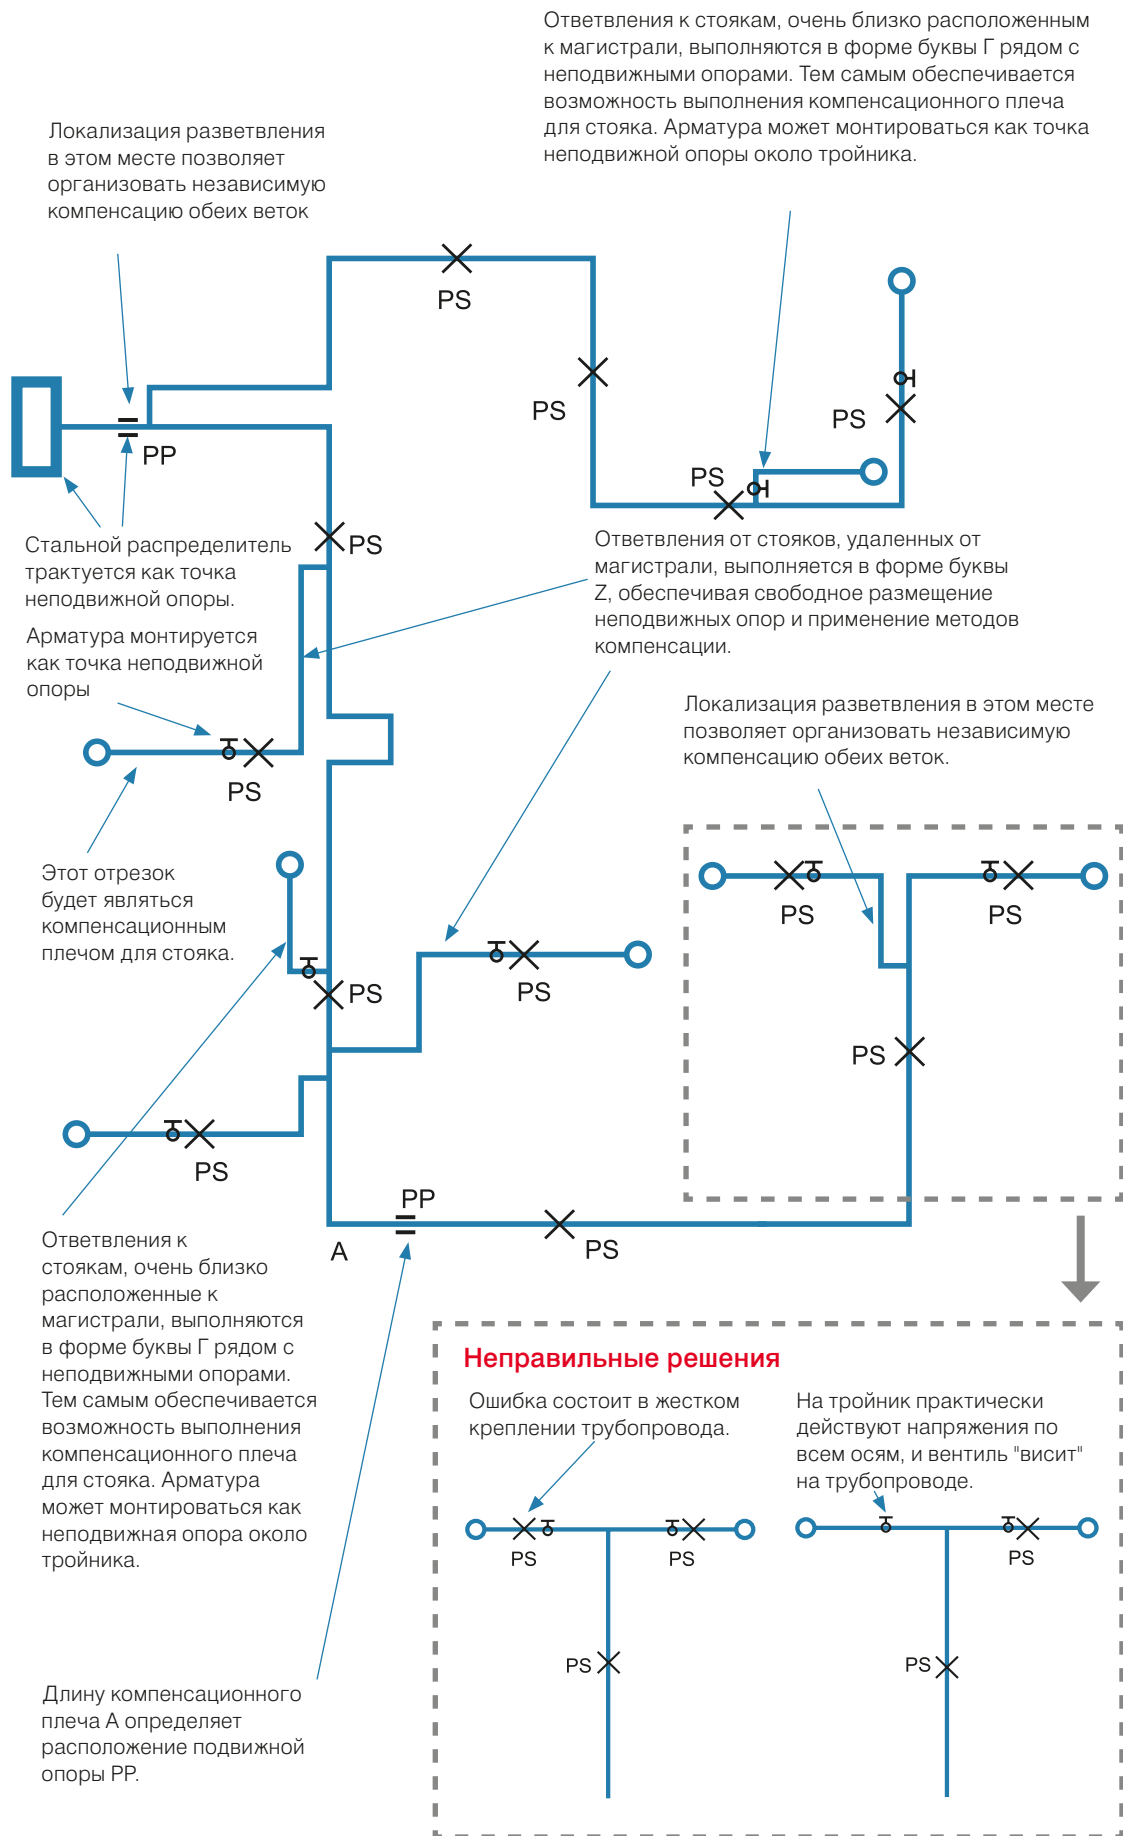 Ответвления к стоякам, очень близко расположенным
к магистрали, выполняются в форме буквы Г рядом с
неподвижными опорами. Тем самым обеспечивается
возможность выполнения компенсационного плеча
для стояка. Арматура может монтироваться как точка
неподвижной опоры около тройника.
Локализация разветвления
в этом месте позволяет
организовать независимую
компенсацию обеих веток
PS
PS
PS
PP
PS
PS
Стальной распределитель
трактуется как точка
неподвижной опоры.
Ответвления от стояков, удаленных от
магистрали, выполняется в форме буквы
Z, обеспечивая свободное размещение
неподвижных опор и применение методов
компенсации.
Арматура монтируется
как точка неподвижной
опоры
PS
Локализация разветвления в этом месте
позволяет организовать независимую
компенсацию обеих веток.
Этот отрезок
будет являться
компенсационным
плечом для стояка.
PS
PS
PS
PS
PS
PS
PP
A
PS
Ответвления к
стоякам, очень близко
расположенные к
магистрали, выполняются
в форме буквы Г рядом с
неподвижными опорами.
Тем самым обеспечивается
возможность выполнения
компенсационного плеча
для стояка. Арматура
может монтироваться как
неподвижная опора около
тройника.
Неправильные решения
Ошибка состоит в жестком
креплении трубопровода.
На тройник практически
действуют напряжения по
всем осям, и вентиль "висит"
на трубопроводе.
PS
PS
PS
PS
PS
Длину компенсационного
плеча А определяет
расположение подвижной
опоры РР.